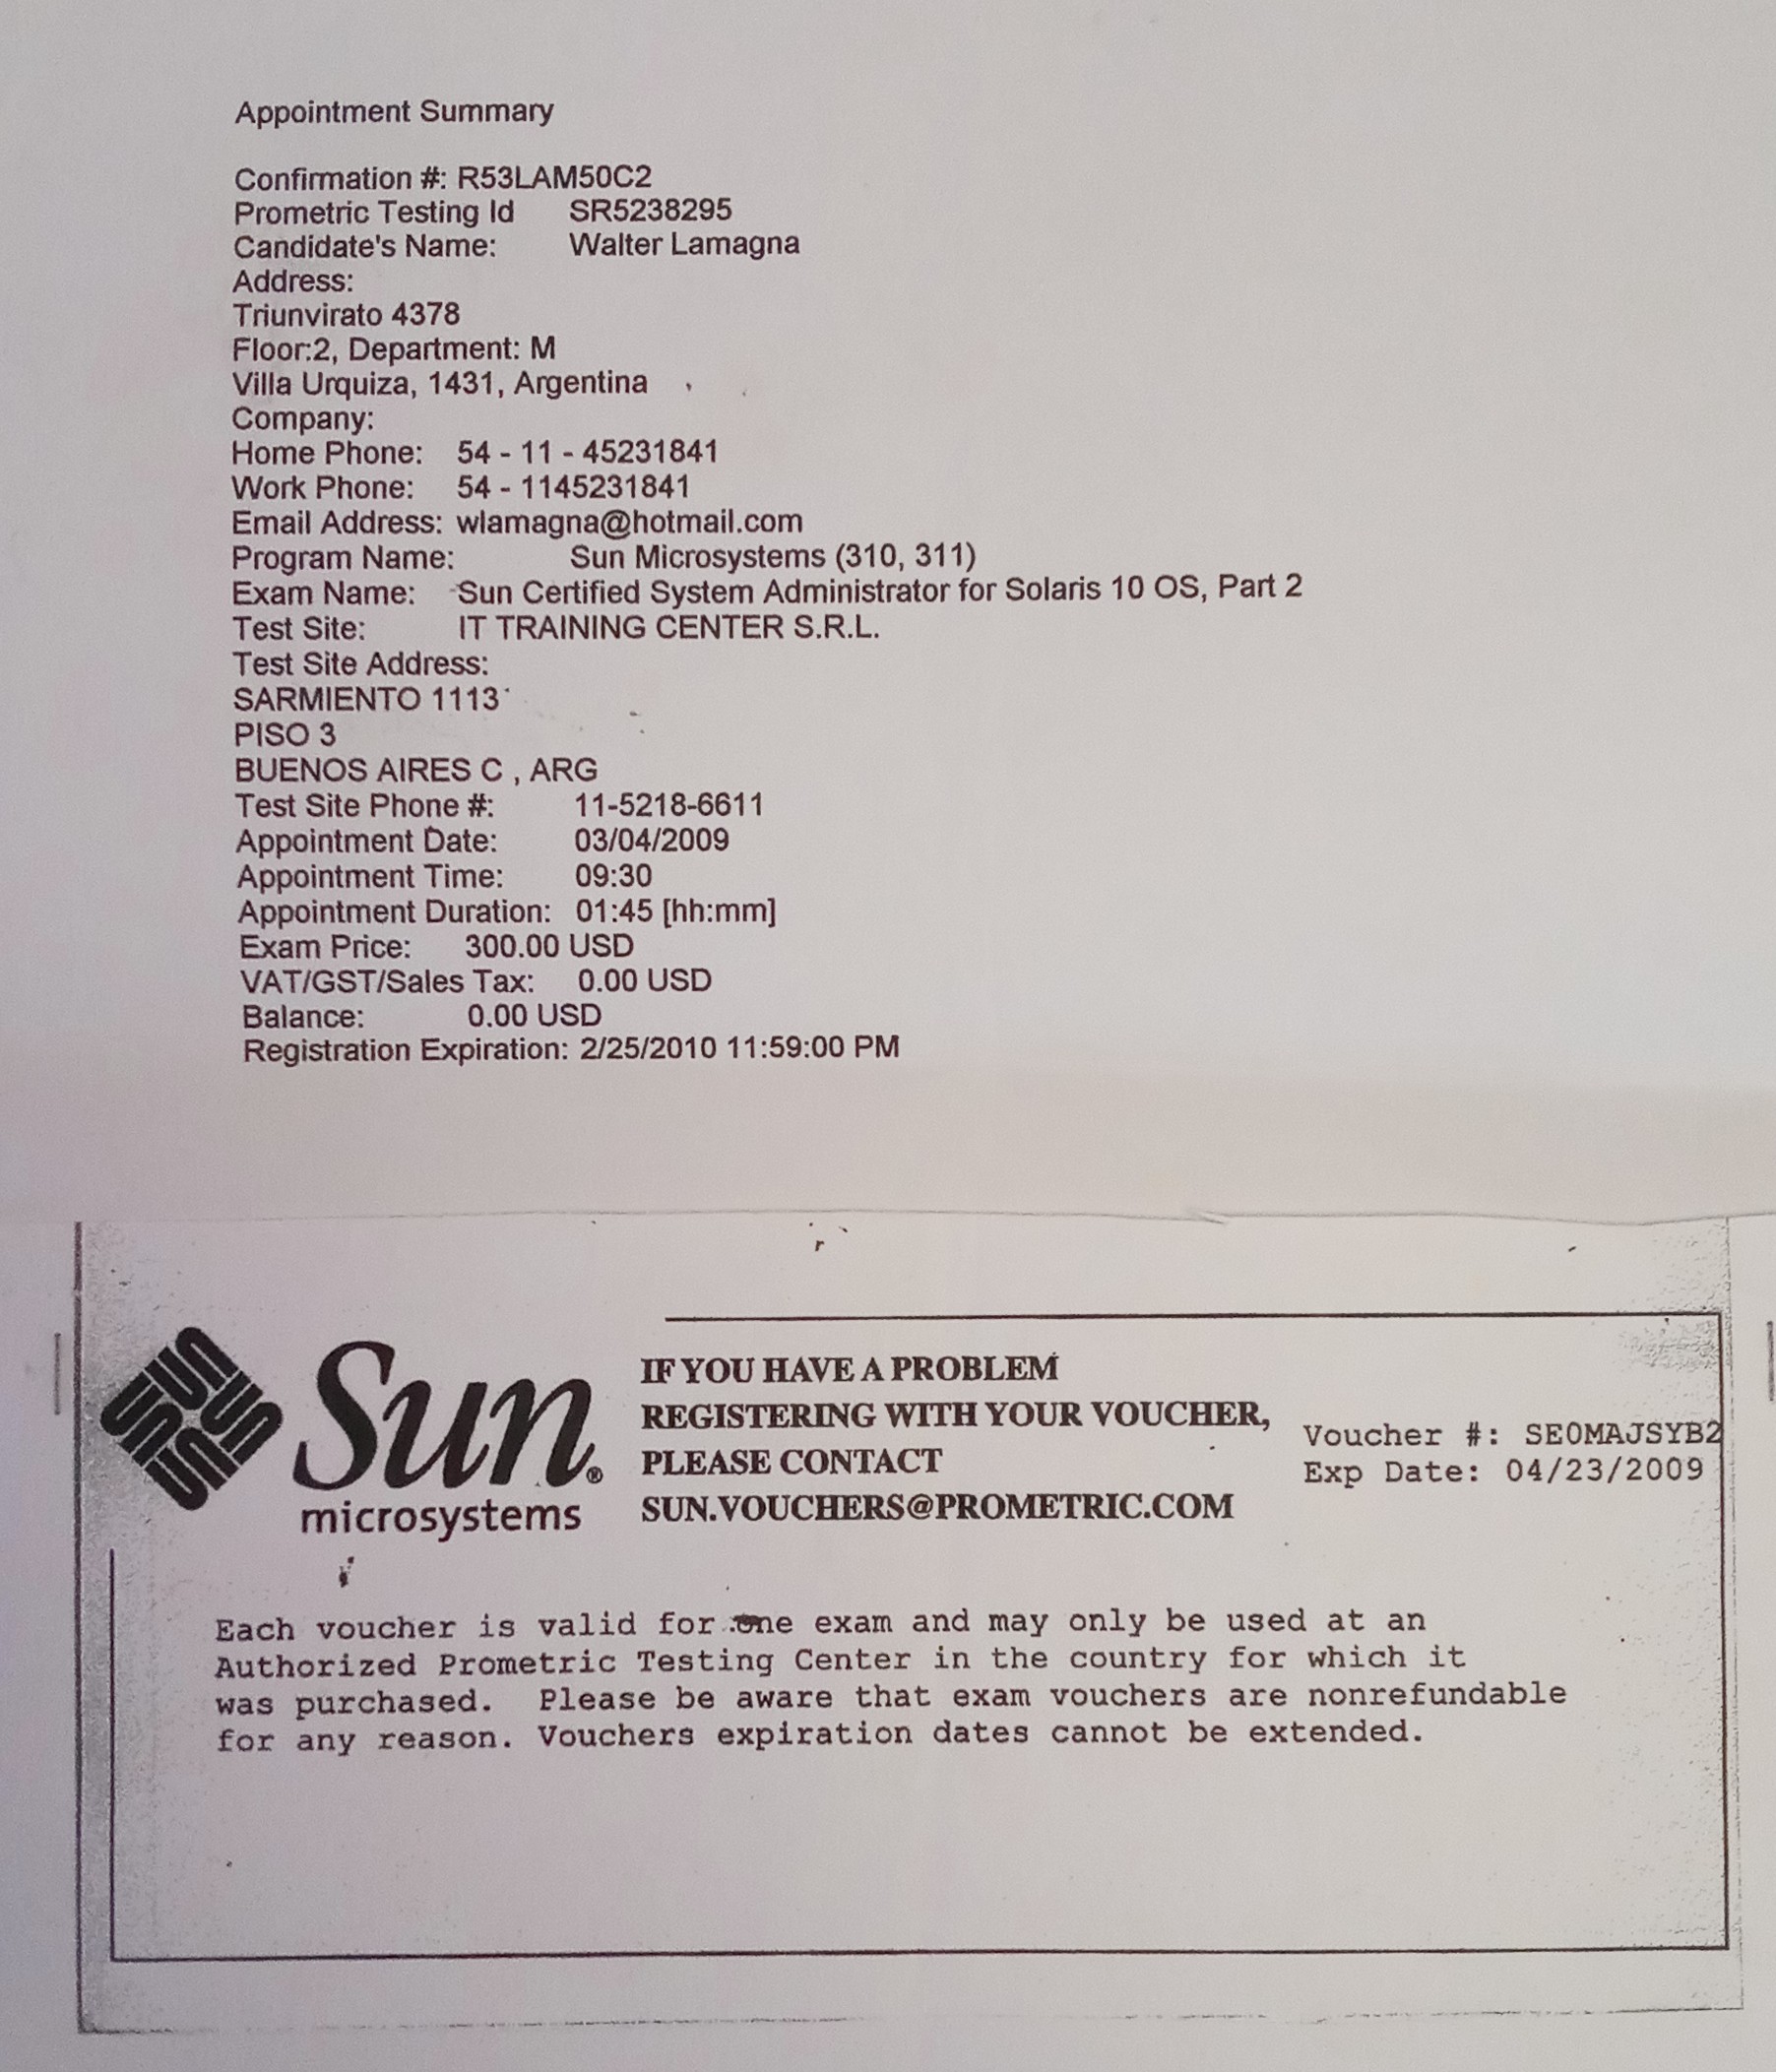 Appointment Summary
Confirmation #: R53LAM50C2
Prometric Testing Id SR5238295
Candidate's Name: Walter Lamagna
Address:
Triunvirato 4378
Floor:2, Department: M
Villa Urquiza, 1431, Argentina
Company:
Home Phone: 54 - 11 - 45231841
Work Phone: 54 - 1145231841
Email Address: wlamagna@hotmail.com
Program Name: Sun Microsystems (310, 311)
Exam Name: Sun Certified System Administrator for Solaris 10 OS, Part 2
Test Site: IT TRAINING CENTER S.R.L.
Test Site Address:
SARMIENTO 1113
PISO 3
BUENOS AIRES C , ARG
Test Site Phone #: 11-5218-6611
Appointment Date: 03/04/2009
Appointment Time: 09:30
Appointment Duration: 01:45 [hh:mm]
Exam Price: 300.00 USD
VAT/GST/Sales Tax: 0.00 USD
Balance: 0.00 USD
Registration Expiration: 2/25/2010 11:59:00 PM
Sun®
microsystems
IF YOU HAVE A PROBLEM
REGISTERING WITH YOUR VOUCHER,
PLEASE CONTACT
SUN.VOUCHERS@PROMETRIC.COM
Voucher #: SE0MAJSYB2
Exp Date: 04/23/2009
Each voucher is valid for one exam and may only be used at an
Authorized Prometric Testing Center in the country for which it
was purchased. Please be aware that exam vouchers are nonrefundable
for any reason. Vouchers expiration dates cannot be extended.